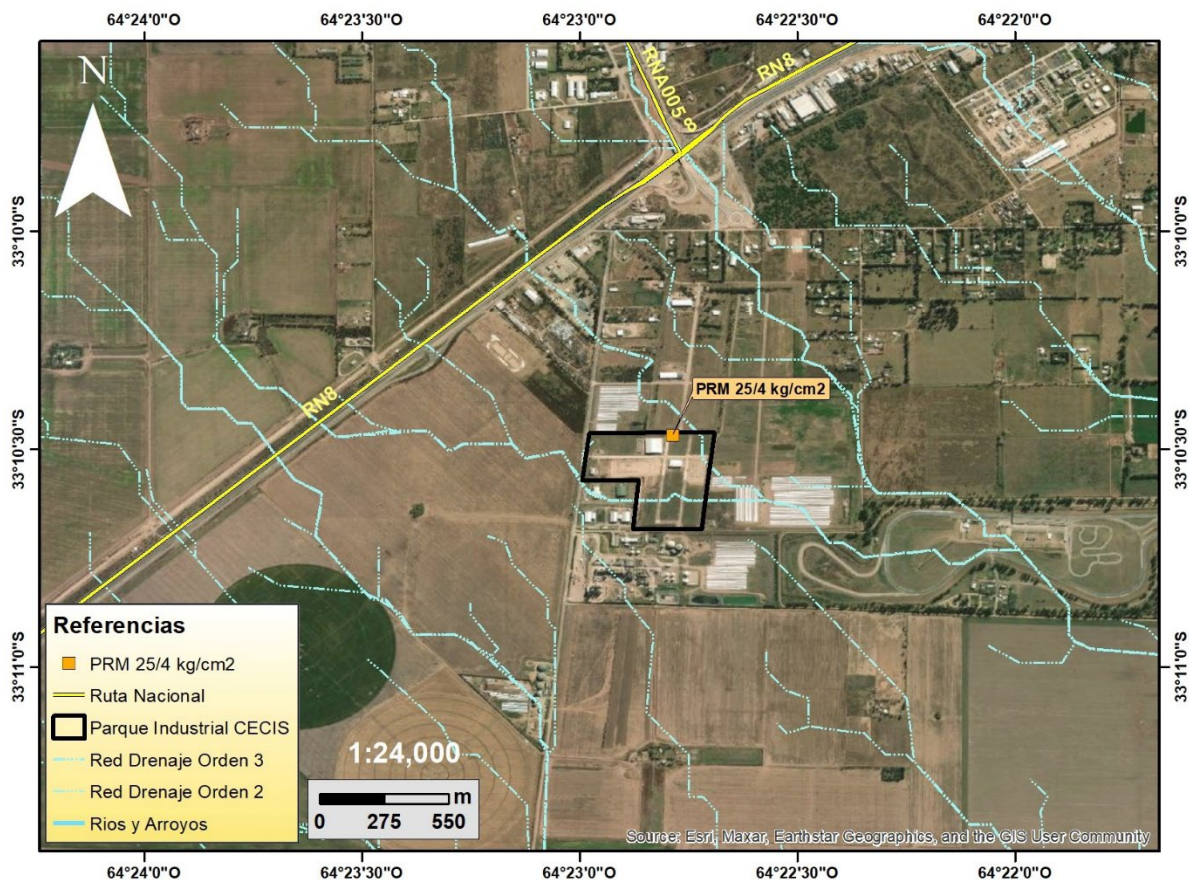 64°24'0"O
64°23'30"O
64°23'0"O
64°22'30"O
64°22'0"O
N
RNA005 8
RN8
33°10'0"S
33°10'0"S
PRM 25/4 kg/cm2
RN8
33°10'30"S
33°10'30"S
Referencias
PRM 25/4 kg/cm2
Ruta Nacional
Parque Industrial CECIS
Red Drenaje Orden 3
Red Drenaje Orden 2
Rios y Arroyos
33°11'0"S
33°11'0"S
1:24,000
m
0 275 550
Source: Esri, Maxar, Earthstar Geographics, and the GIS User Community
64°24'0"O
64°23'30"O
64°23'0"O
64°22'30"O
64°22'0"O